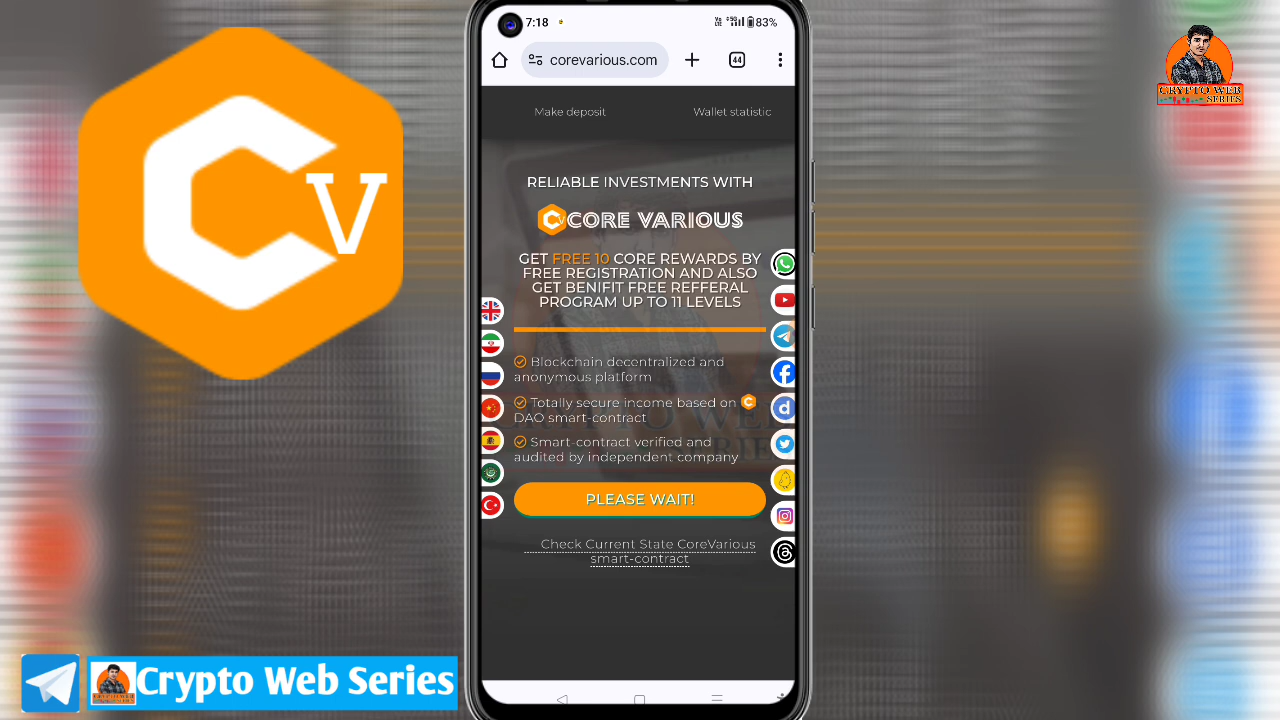 7:18
83%
corevarious.com
44
Make deposit
Wallet statistic
RELIABLE INVESTMENTS WITH
CORE VARIOUS
GET FREE 10 CORE REWARDS BY
FREE REGISTRATION AND ALSO
GET BENIFIT FREE REFFERAL
PROGRAM UP TO 11 LEVELS
Blockchain decentralized and
anonymous platform
Totally secure income based on
DAO smart-contract
Smart-contract verified and
audited by independent company
PLEASE WAIT!
Check Current State CoreVarious
smart-contract
CV
CRYPTO WEB
SERIES
Crypto Web Series